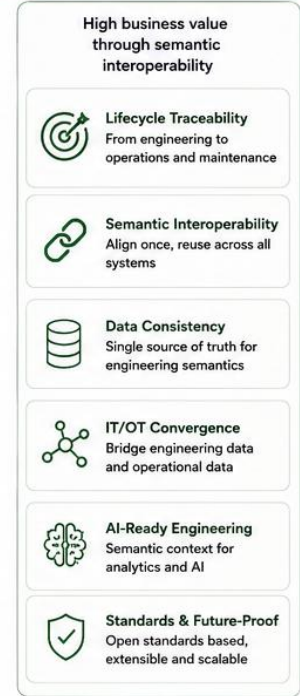 High business value
through semantic
interoperability
Lifecycle Traceability
From engineering to
operations and maintenance
Semantic Interoperability
Align once, reuse across all
systems
Data Consistency
Single source of truth for
engineering semantics
IT/OT Convergence
Bridge engineering data
and operational data
AI-Ready Engineering
Semantic context for
analytics and AI
Standards & Future-Proof
Open standards based,
extensible and scalable